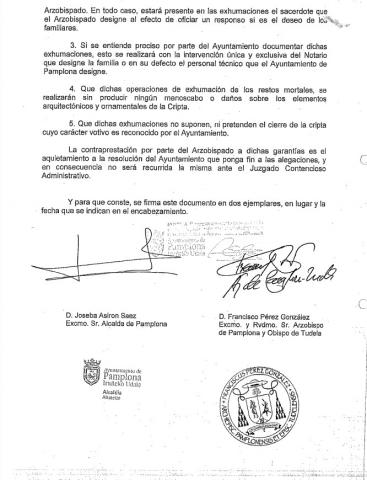 Arzobispado. En todo caso, estará presente en las exhumaciones el sacerdote que
el Arzobispado designe al efecto de oficiar un responso si es el deseo de los
familiares.
3. Si se entiende preciso por parte del Ayuntamiento documentar dichas
exhumaciones, esto se realizará con la intervención única y exclusiva del Notario
que designe la familia o en su defecto el personal técnico que el Ayuntamiento de
Pamplona designe.
4. Que dichas operaciones de exhumación de los restos mortales, se
realizarán sin producir ningún menoscabo o daños sobre los elementos
arquitectónicos y ornamentales de la Cripta.
5. Que dichas exhumaciones no suponen, ni pretenden el cierre de la cripta
cuyo carácter votivo es reconocido por el Ayuntamiento.
La contraprestación por parte del Arzobispado a dichas garantías es el
aquietamiento a la resolución del Ayuntamiento que ponga fin a las alegaciones, y
en consecuencia no será recurrida la misma ante el Juzgado Contencioso
Administrativo.
Y para que conste, se firma este documento en dos ejemplares, en lugar y la
fecha que se indican en el encabezamiento.
Ayuntamiento de
Pamplona
Iruñeko Udala
D. Joseba Asiron Saez
Excmo. Sr. Alcalde de Pamplona
D. Francisco Pérez González
Excmo. y Rvdmo. Sr. Arzobispo
de Pamplona y Obispo de Tudela
Ayuntamiento de
Pamplona
Iruñeko Udala
Alcaldía
Alkatetza